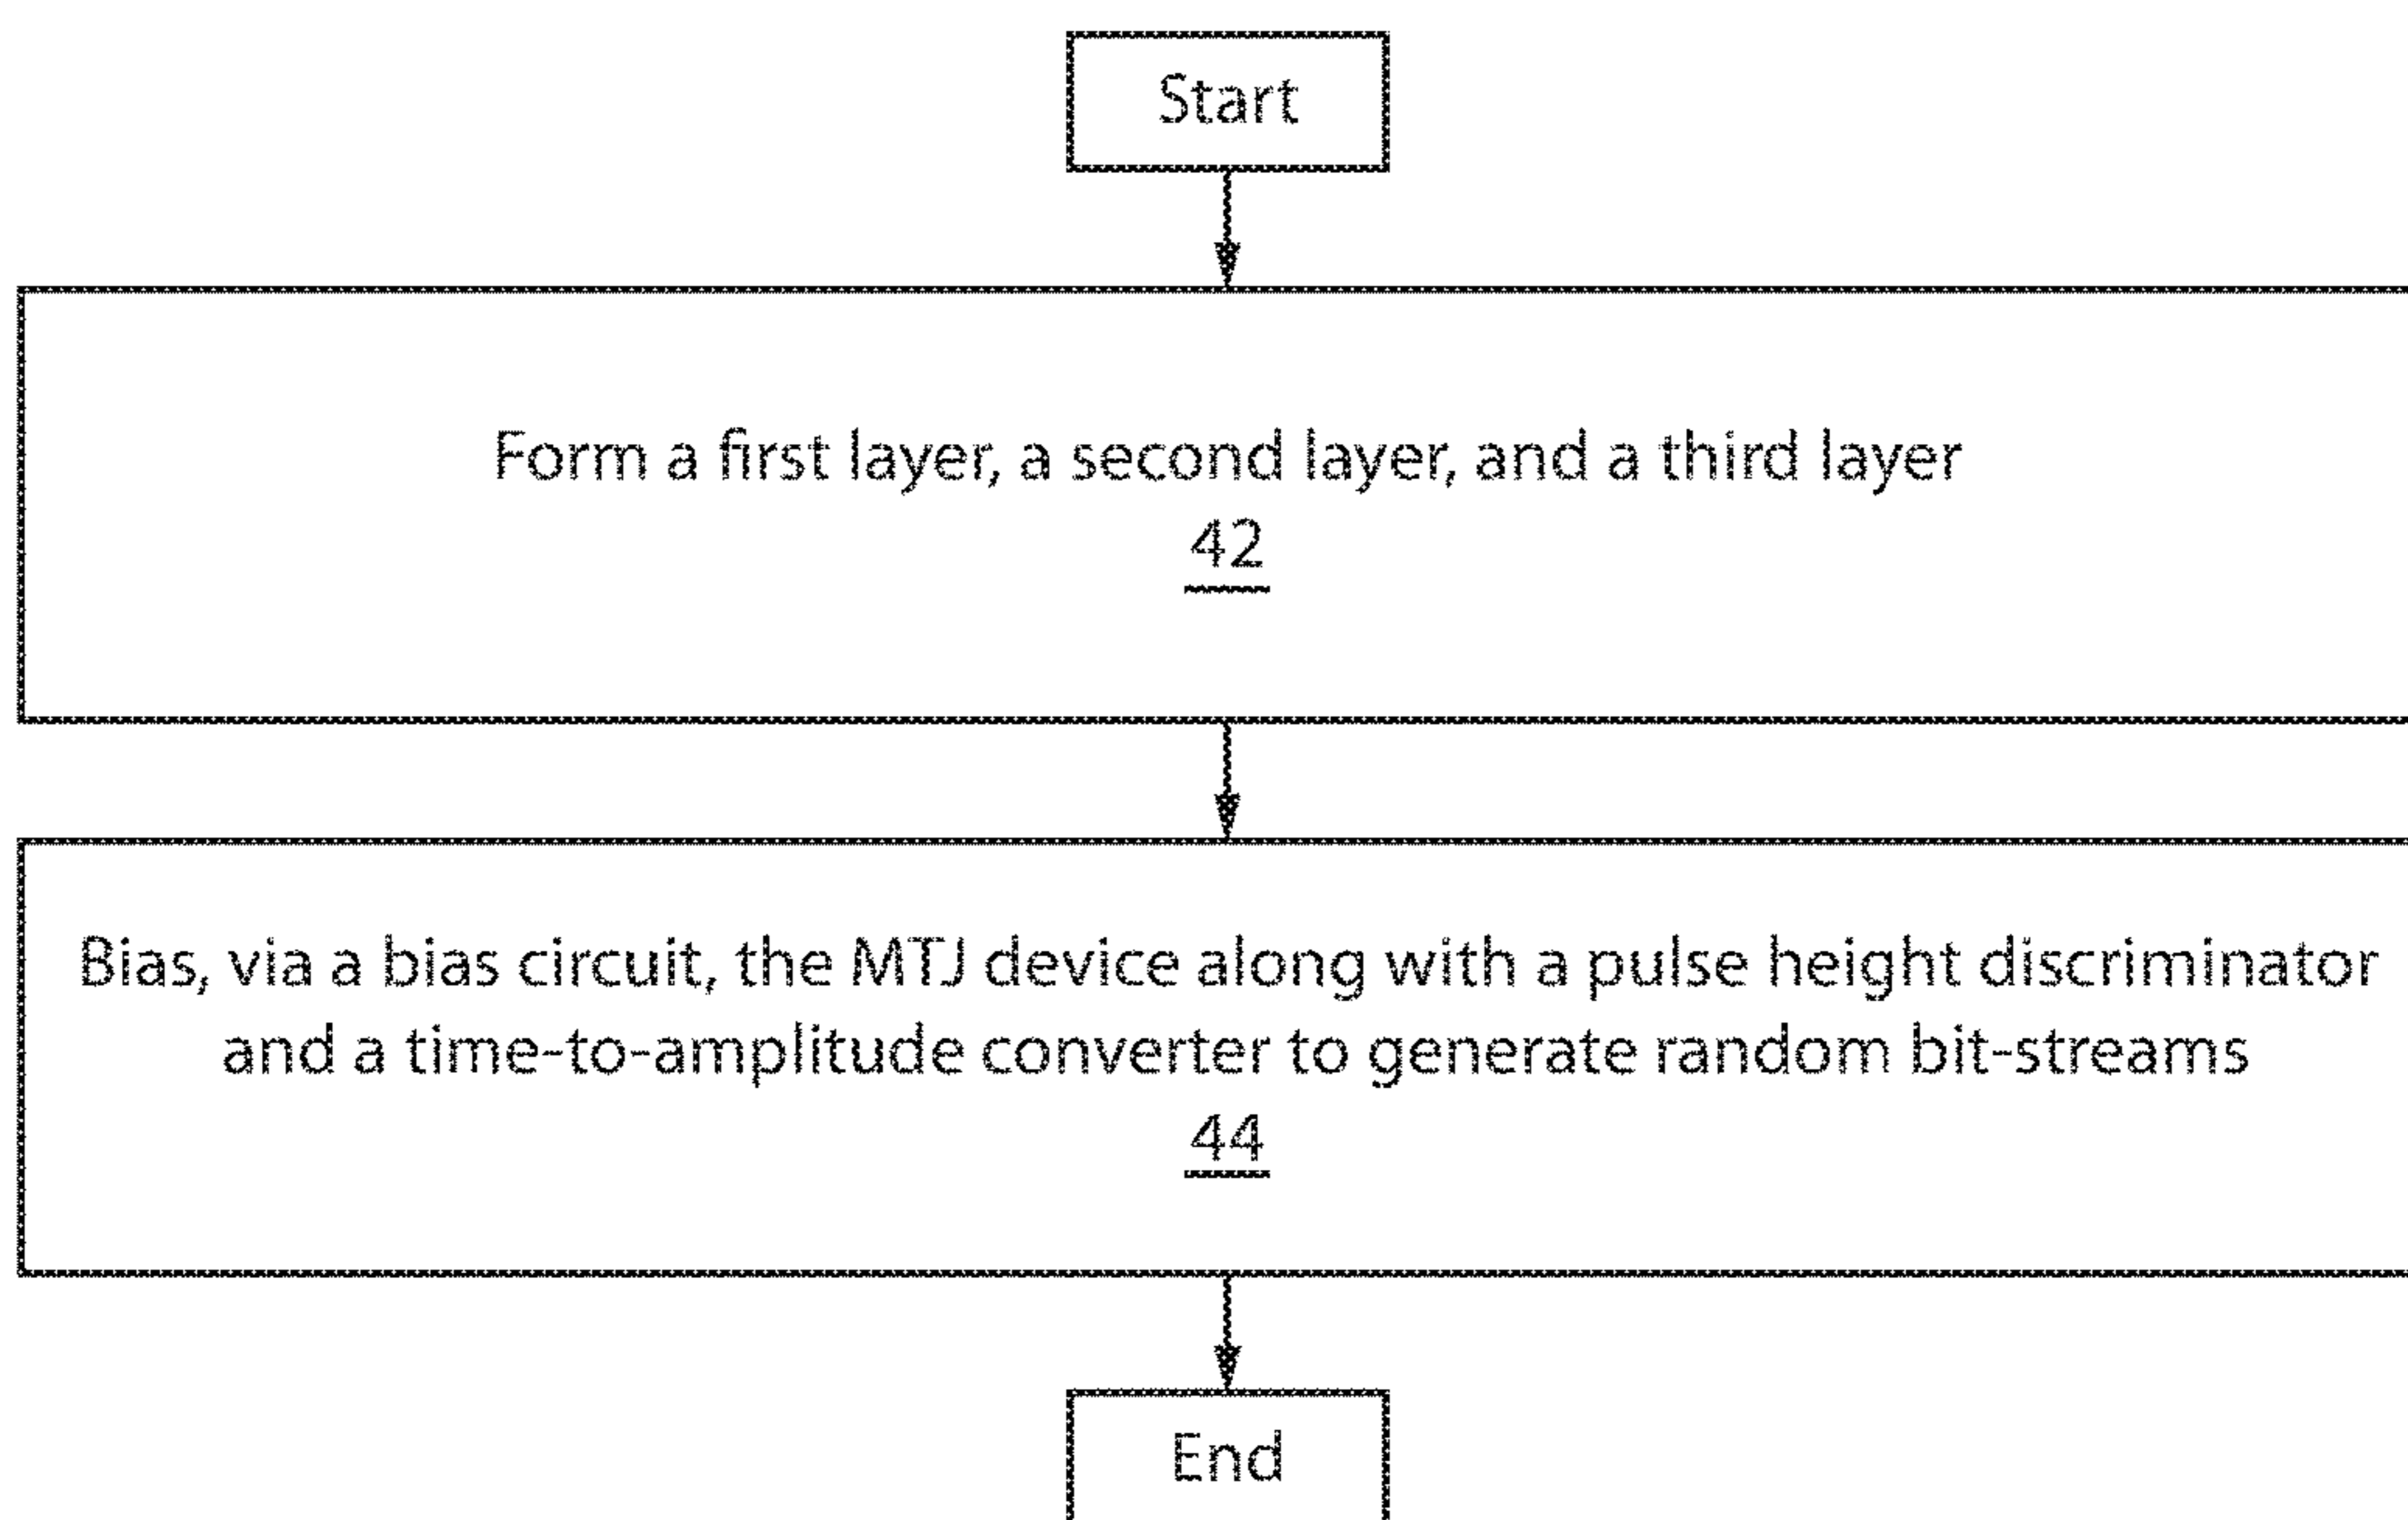 Start
Form a first layer, a second layer, and a third layer
42
Bias, via a bias circuit, the MTJ device along with a pulse height discriminator
and a time-to-amplitude converter to generate random bit-streams
44
End